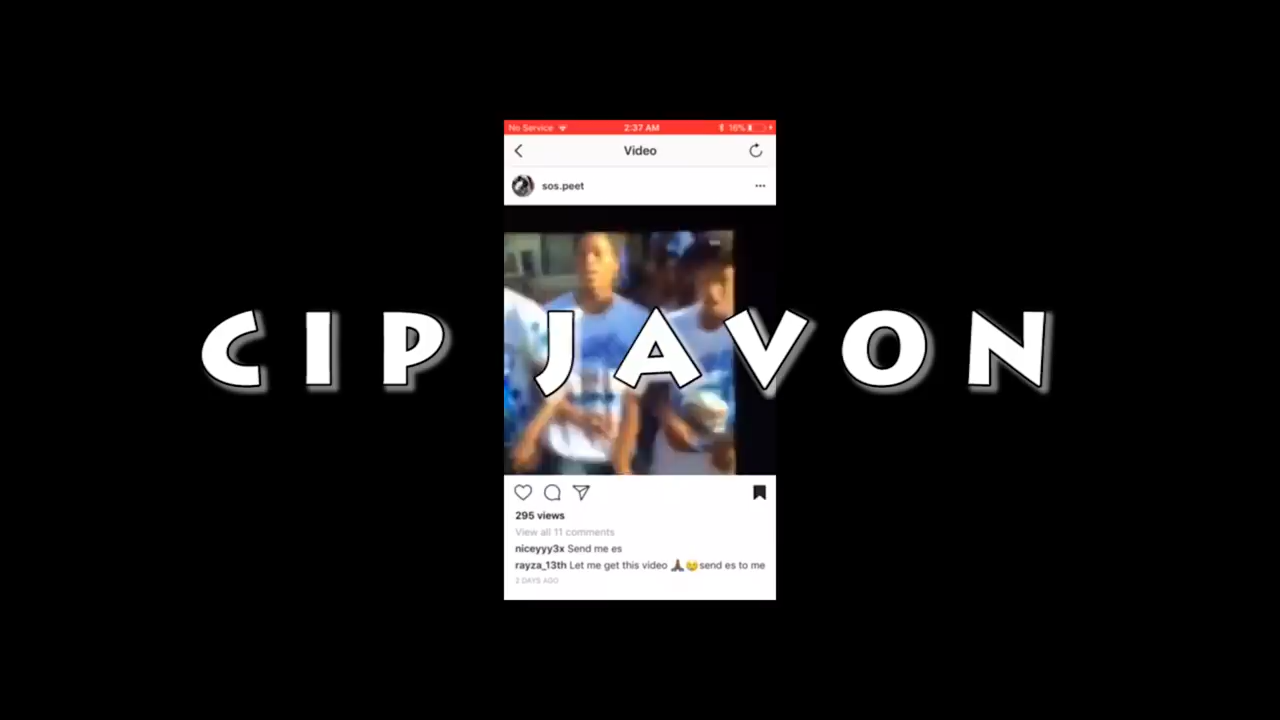 No Service 2:37 AM 16%
Video
sos.peet
CIP JAVON
295 views
View all 11 comments
niceyyy3x Send me es
rayza_13th Let me get this video 🙏🏾😢send es to me
2 DAYS AGO